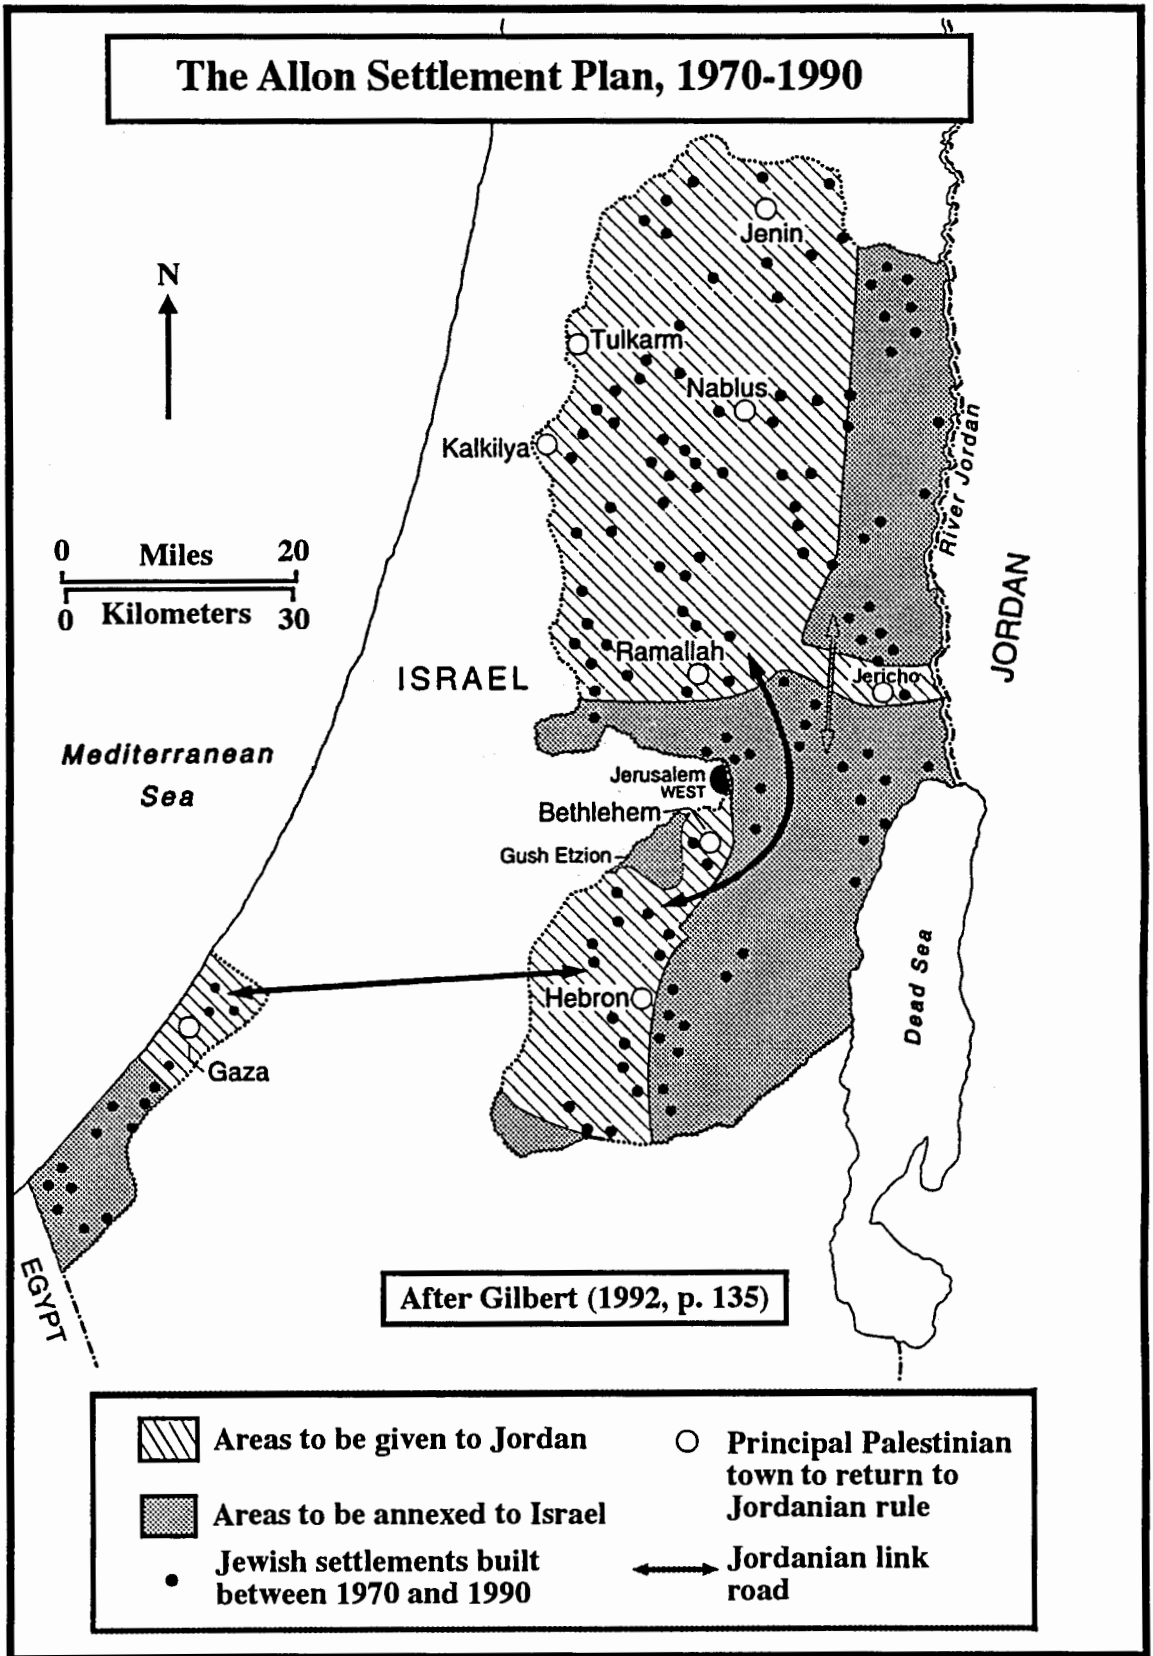 The Allon Settlement Plan, 1970-1990
N
Jenin
Tulkarm
Nablus
Kalkilya
River Jordan
0 Miles 20
0 Kilometers 30
JORDAN
ISRAEL
Ramallah
Jericho
Mediterranean
Sea
Jerusalem
WEST
Bethlehem
Gush Etzion
Dead Sea
Hebron
Gaza
EGYPT
After Gilbert (1992, p. 135)
Areas to be given to Jordan
Areas to be annexed to Israel
Jewish settlements built
between 1970 and 1990
Principal Palestinian
town to return to
Jordanian rule
Jordanian link
road